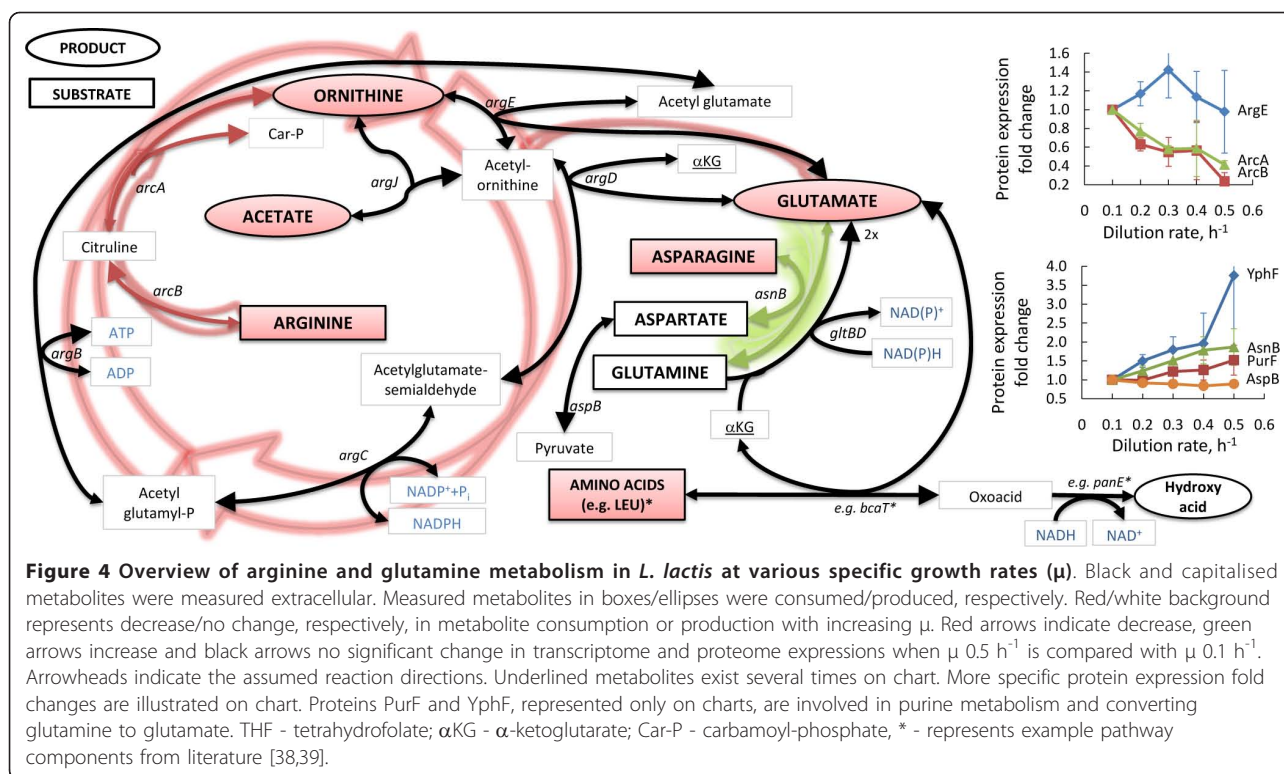 PRODUCT
SUBSTRATE
ORNITHINE
Car-P
arcA
ACETATE
argJ
argE
Acetyl glutamate
Acetyl-
ornithine
αKG
argD
GLUTAMATE
2x
Citruline
arcB
ARGININE
ATP
argB
ADP
ASPARAGINE
asnB
ASPARTATE
GLUTAMINE
NAD(P)⁺
gltBD
NAD(P)H
Acetylglutamate-
semialdehyde
aspB
Pyruvate
αKG
argC
Acetyl
glutamyl-P
NADP⁺+Pᵢ
NADPH
AMINO ACIDS
(e.g. LEU)*
e.g. bcaT*
Oxoacid
e.g. panE*
Hydroxy
acid
NADH
NAD⁺
Protein expression
fold change
1.6
1.4
1.2
1.0
0.8
0.6
0.4
0.2
ArgE
ArcA
ArcB
0 0.1 0.2 0.3 0.4 0.5 0.6
Dilution rate, h⁻¹
Protein expression
fold change
4.0
3.5
3.0
2.5
2.0
1.5
1.0
0.5
YphF
AsnB
PurF
AspB
0 0.1 0.2 0.3 0.4 0.5 0.6
Dilution rate, h⁻¹
Figure 4 Overview of arginine and glutamine metabolism in L. lactis at various specific growth rates (μ). Black and capitalised
metabolites were measured extracellular. Measured metabolites in boxes/ellipses were consumed/produced, respectively. Red/white background
represents decrease/no change, respectively, in metabolite consumption or production with increasing μ. Red arrows indicate decrease, green
arrows increase and black arrows no significant change in transcriptome and proteome expressions when μ 0.5 h⁻¹ is compared with μ 0.1 h⁻¹.
Arrowheads indicate the assumed reaction directions. Underlined metabolites exist several times on chart. More specific protein expression fold
changes are illustrated on chart. Proteins PurF and YphF, represented only on charts, are involved in purine metabolism and converting
glutamine to glutamate. THF - tetrahydrofolate; αKG - α-ketoglutarate; Car-P - carbamoyl-phosphate, * - represents example pathway
components from literature [38,39].